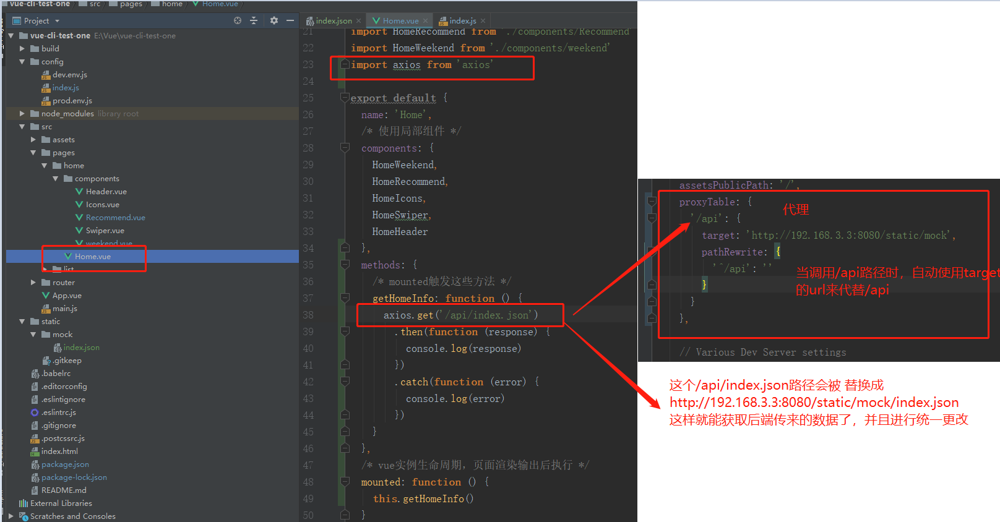 vue-cli-test-one src pages home Home.vue
Project
vue-cli-test-one E:\Vue\vue-cli-test-one
build
config
dev.env.js
index.js
prod.env.js
node_modules library root
src
assets
pages
home
components
Header.vue
Icons.vue
Recommend.vue
Swiper.vue
weekend.vue
Home.vue
list
router
App.vue
main.js
static
mock
index.json
.gitkeep
.babelrc
.editorconfig
.eslintignore
.eslintrc.js
.gitignore
.postcssrc.js
index.html
package.json
package-lock.json
README.md
External Libraries
Scratches and Consoles
index.json Home.vue index.js
21 import HomeRecommend from './components/Recommend'
22 import HomeWeekend from './components/weekend'
23 import axios from 'axios'
24
25 export default {
26 name: 'Home',
27 /* 使用局部组件 */
28 components: {
29 HomeWeekend,
30 HomeRecommend,
31 HomeIcons,
32 HomeSwiper,
33 HomeHeader
34 },
35 methods: {
36 /* mounted触发这些方法 */
37 getHomeInfo: function () {
38 axios.get('/api/index.json')
39 .then(function (response) {
40 console.log(response)
41 })
42 .catch(function (error) {
43 console.log(error)
44 })
45 }
46 },
47 /* vue实例生命周期，页面渲染输出后执行 */
48 mounted: function () {
49 this.getHomeInfo()
50 }
assetsPublicPath: '/',
proxyTable: {
代理
'/api': {
target: 'http://192.168.3.3:8080/static/mock',
pathRewrite: {
'^/api': ''
当调用/api路径时，自动使用target
的url来代替/api
}
}
},
// Various Dev Server settings
这个/api/index.json路径会被 替换成
http://192.168.3.3:8080/static/mock/index.json
这样就能获取后端传来的数据了，并且进行统一更改